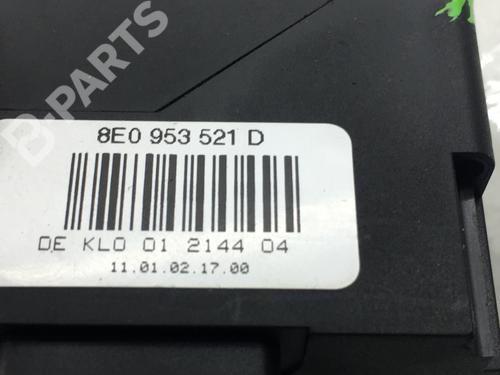 B-PARTS
8E0 953 521 D
DE KLO 01 2144 04
11.01.02.17.00